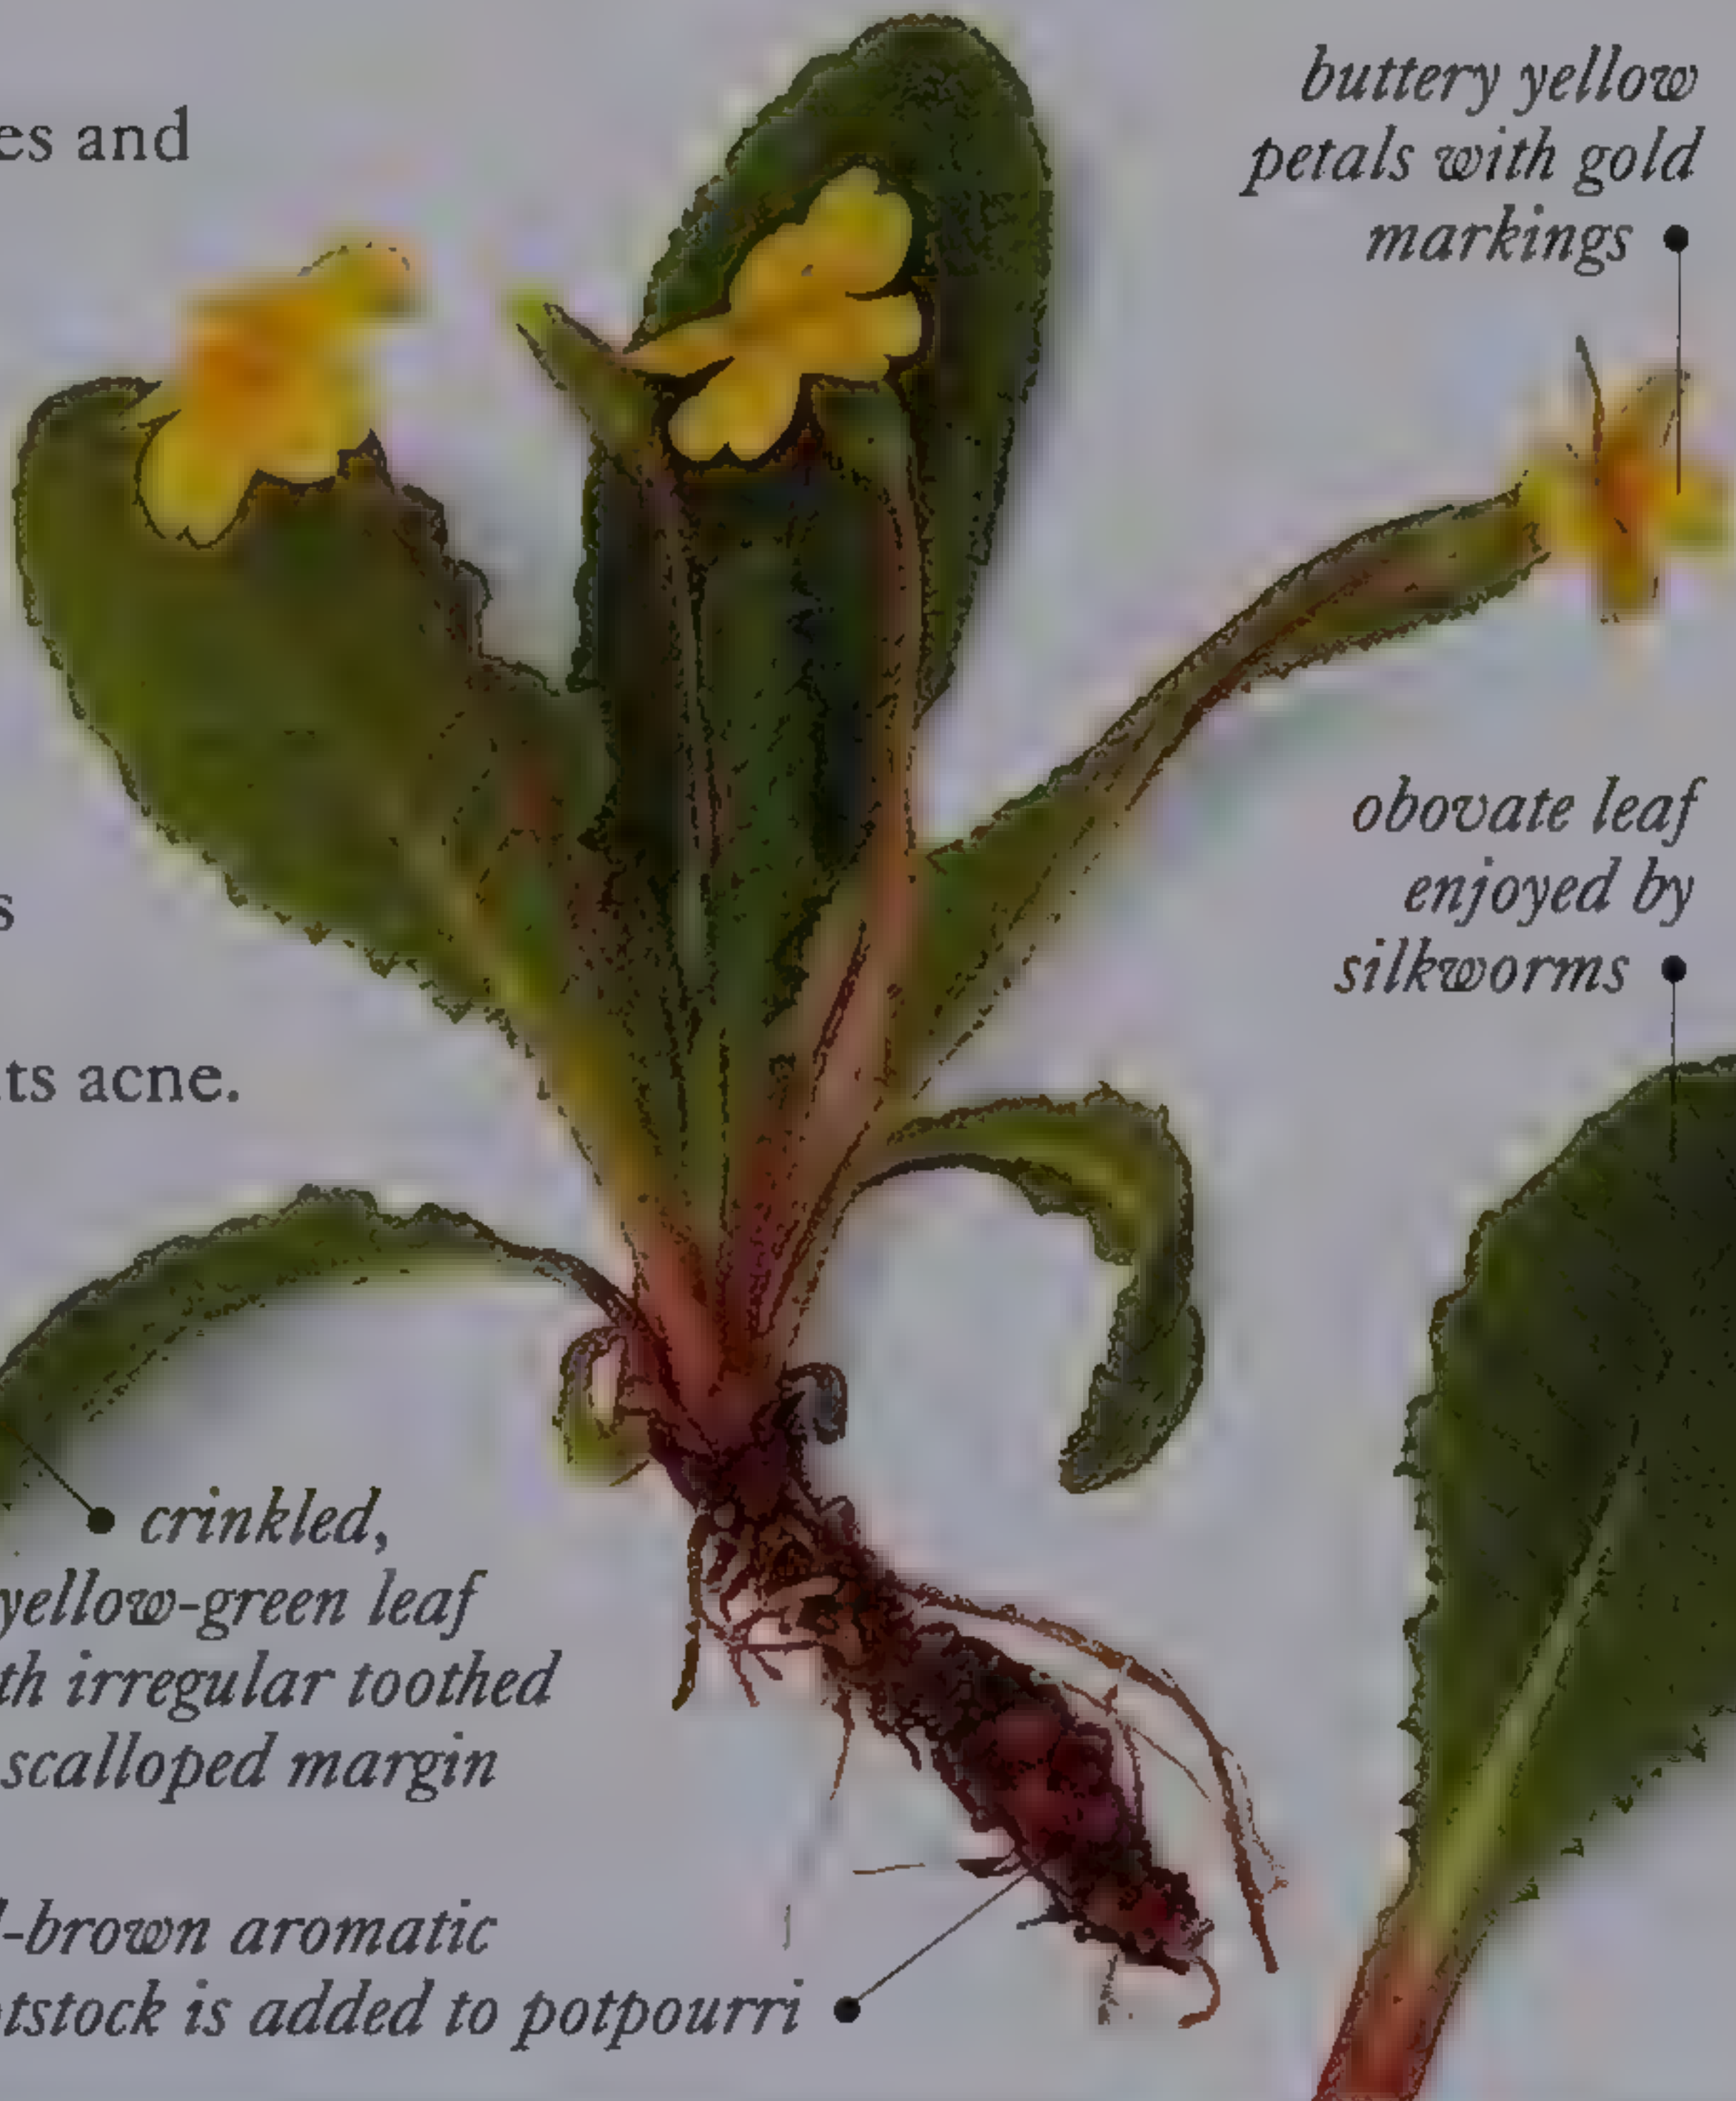 es and
buttery yellow
petals with gold
markings
obovate leaf
enjoyed by
silkworms
s
ts acne.
crinkled,
yellow-green leaf
th irregular toothed
scalloped margin
-brown aromatic
tstock is added to potpourri